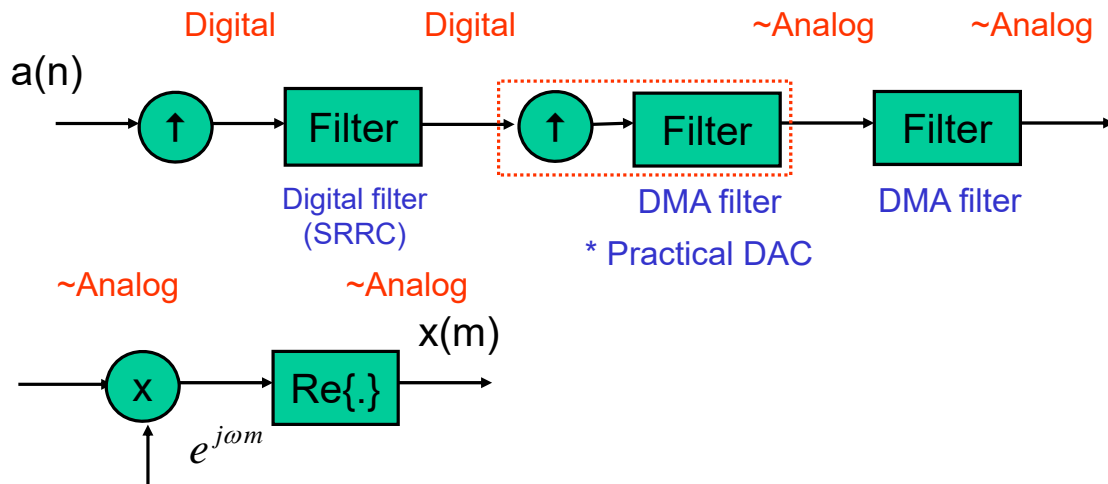 Digital Digital ~Analog ~Analog
a(n)
↑ Filter ↑ Filter Filter
Digital filter DMA filter DMA filter
(SRRC)
* Practical DAC
~Analog ~Analog
x(m)
x Re{.}
e^{jωm}